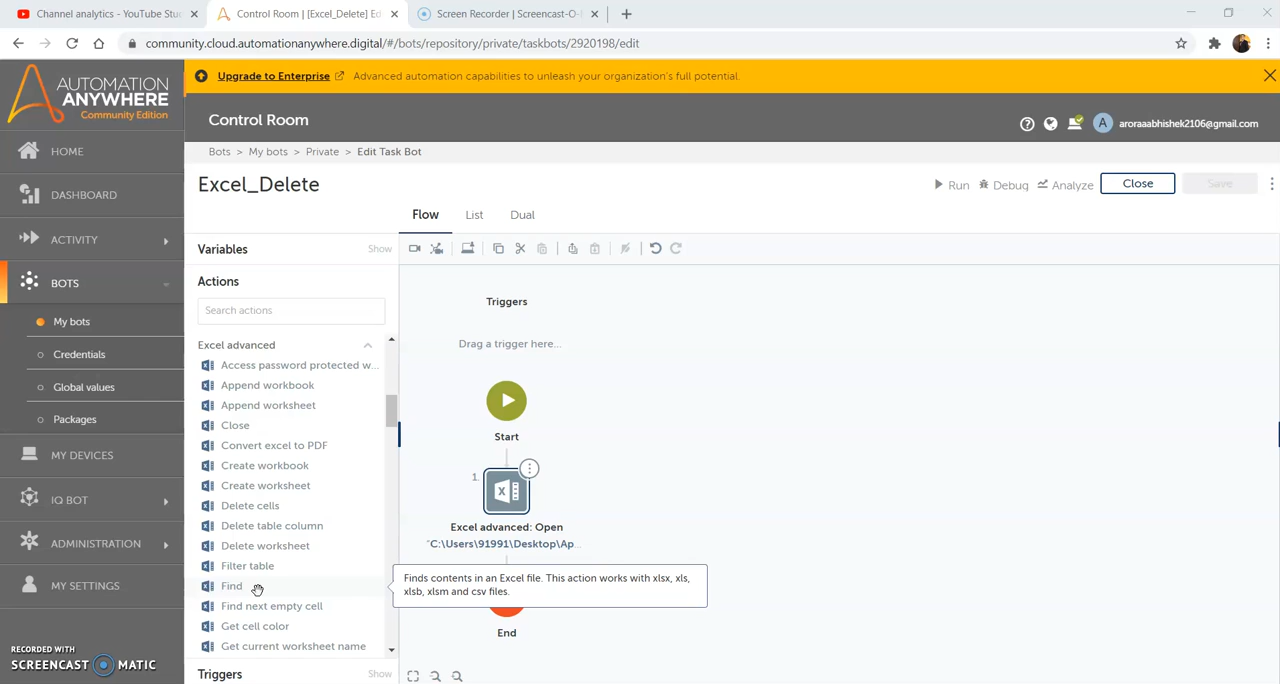 Channel analytics - YouTube Stu
Control Room | [Excel_Delete] Ed
Screen Recorder | Screencast-O-
community.cloud.automationanywhere.digital/#/bots/repository/private/taskbots/2920198/edit
AUTOMATION
ANYWHERE
Community Edition
Upgrade to Enterprise
Advanced automation capabilities to unleash your organization's full potential.
Control Room
A
aroraaabhishek2106@gmail.com
HOME
DASHBOARD
ACTIVITY
BOTS
My bots
Credentials
Global values
Packages
MY DEVICES
IQ BOT
ADMINISTRATION
MY SETTINGS
RECORDED WITH
SCREENCAST MATIC
Bots > My bots > Private > Edit Task Bot
Excel_Delete
Run
Debug
Analyze
Close
Save
Flow
List
Dual
Variables
Show
Actions
Search actions
Excel advanced
Access password protected w...
Append workbook
Append worksheet
Close
Convert excel to PDF
Create workbook
Create worksheet
Delete cells
Delete table column
Delete worksheet
Filter table
Find
Find next empty cell
Get cell color
Get current worksheet name
Triggers
Show
Triggers
Drag a trigger here...
Start
1.
Excel advanced: Open
"C:\Users\91991\Desktop\Ap...
Finds contents in an Excel file. This action works with xlsx, xls,
xlsb, xlsm and csv files.
End